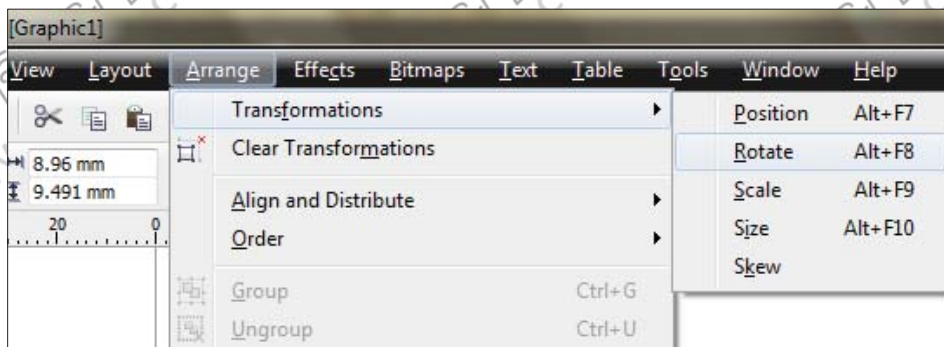 [Graphic1]
View Layout Arrange Effects Bitmaps Text Table Tools Window Help
Transformations
Clear Transformations
Align and Distribute
Order
Group Ctrl+G
Ungroup Ctrl+U
Position Alt+F7
Rotate Alt+F8
Scale Alt+F9
Size Alt+F10
Skew
8.96 mm
9.491 mm
20 0